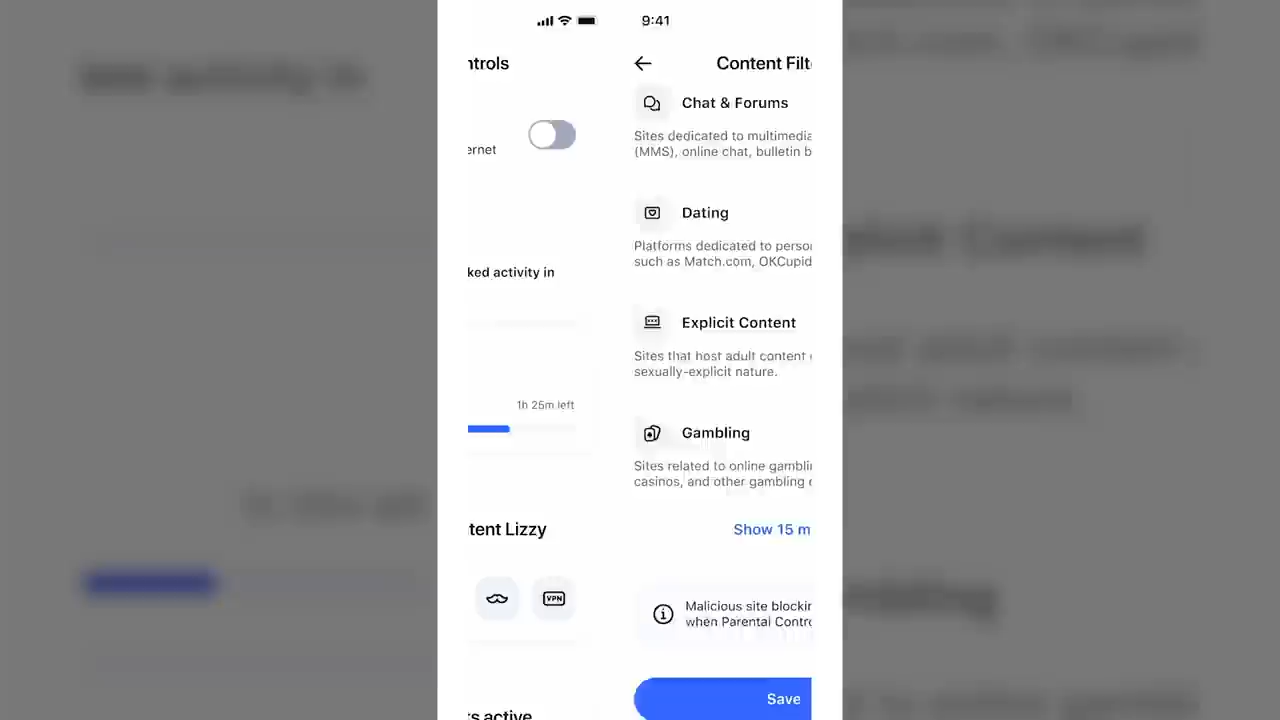 ntrols
ernet
ked activity in
1h 25m left
tent Lizzy
VPN
rs active
9:41
Content Filt
Chat & Forums
Sites dedicated to multimedia
(MMS), online chat, bulletin b
Dating
Platforms dedicated to perso
such as Match.com, OKCupid
Explicit Content
Sites that host adult content
sexually-explicit nature.
Gambling
Sites related to online gambli
casinos, and other gambling
Show 15 m
Malicious site blockin
when Parental Contro
Save